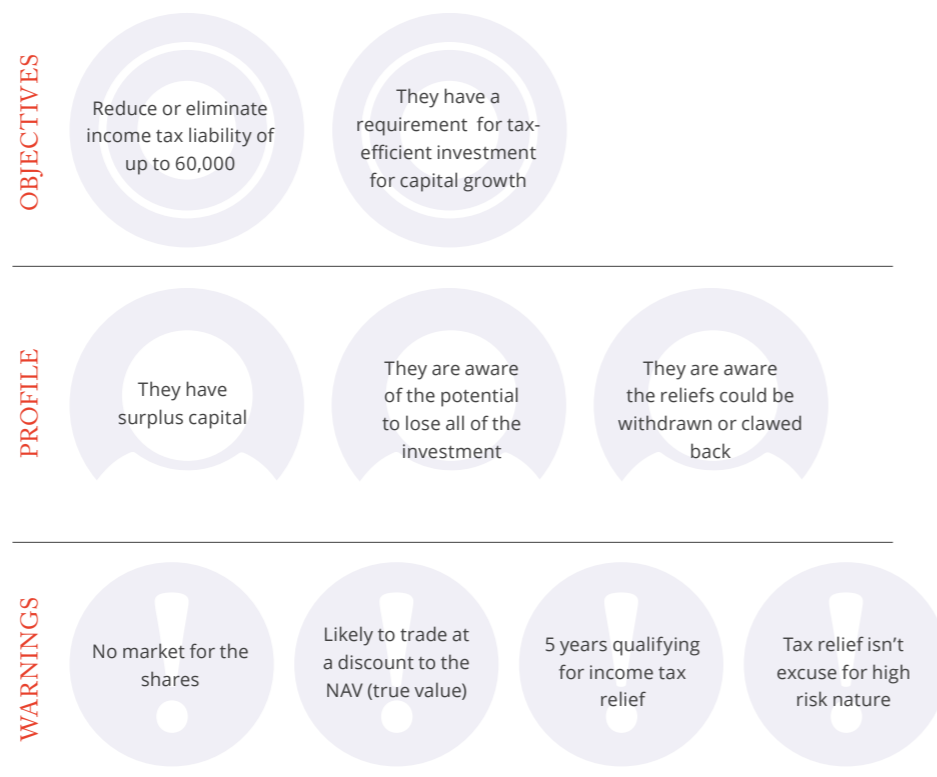 OBJECTIVES
Reduce or eliminate
income tax liability of
up to 60,000
They have a
requirement for tax-
efficient investment
for capital growth
PROFILE
They have
surplus capital
They are aware
of the potential
to lose all of the
investment
They are aware
the reliefs could be
withdrawn or clawed
back
WARNINGS
No market for the
shares
Likely to trade at
a discount to the
NAV (true value)
5 years qualifying
for income tax
relief
Tax relief isn’t
excuse for high
risk nature